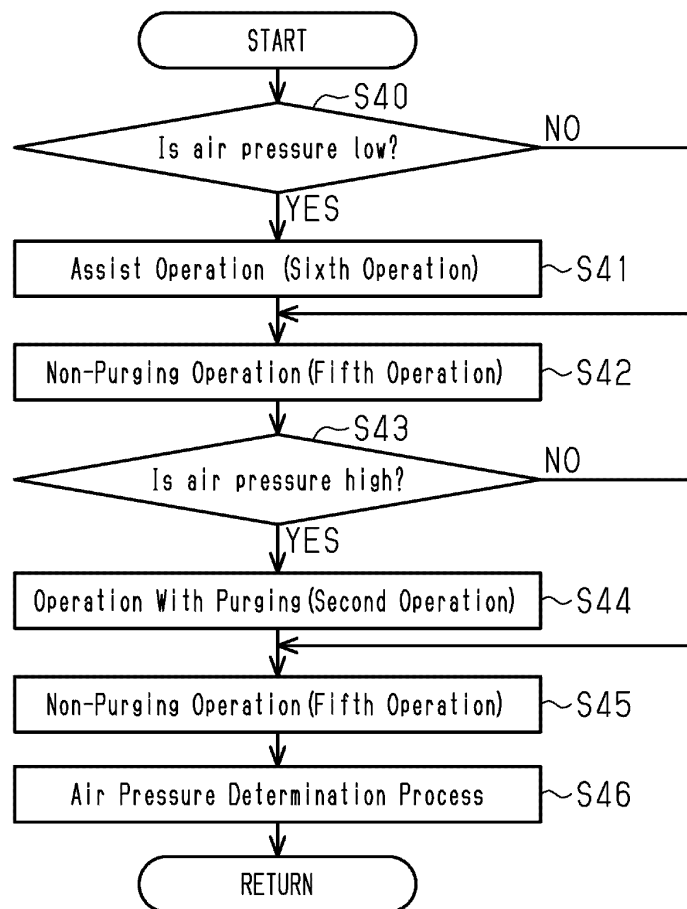 START
S40
Is air pressure low?
NO
YES
Assist Operation (Sixth Operation)
S41
Non-Purging Operation(Fifth Operation)
S42
S43
Is air pressure high?
NO
YES
Operation With Purging(Second Operation)
S44
Non-Purging Operation(Fifth Operation)
S45
Air Pressure Determination Process
S46
RETURN